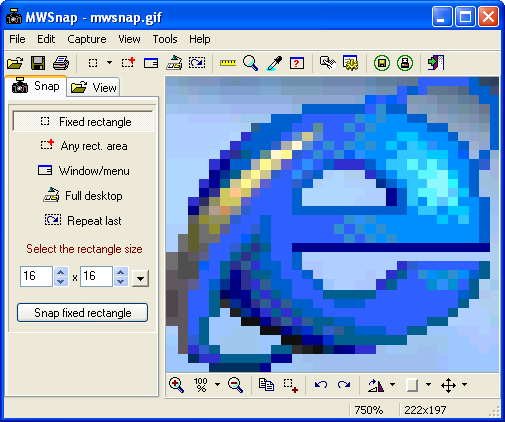 MWSnap - mwsnap.gif
File Edit Capture View Tools Help
Snap View
Fixed rectangle
Any rect. area
Window/menu
Full desktop
Repeat last
Select the rectangle size
16 x 16
Snap fixed rectangle
100 %
750% 222x197